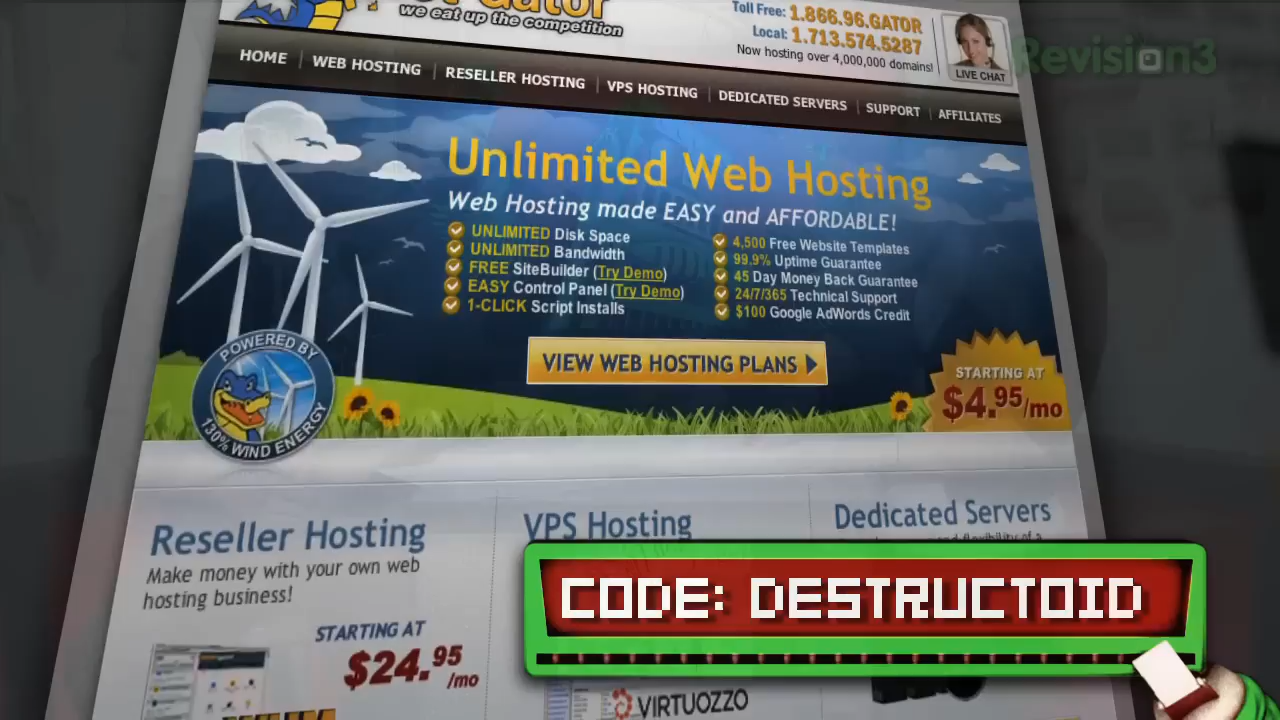 Gator
we eat up the competition
Toll Free: 1.866.96.GATOR
Local: 1.713.574.5287
Now hosting over 4,000,000 domains!
LIVE CHAT
Revision3
HOME
WEB HOSTING
RESELLER HOSTING
VPS HOSTING
DEDICATED SERVERS
SUPPORT
AFFILIATES
Unlimited Web Hosting
Web Hosting made EASY and AFFORDABLE!
UNLIMITED Disk Space
UNLIMITED Bandwidth
FREE SiteBuilder (Try Demo)
EASY Control Panel (Try Demo)
1-CLICK Script Installs
4,500 Free Website Templates
99.9% Uptime Guarantee
45 Day Money Back Guarantee
24/7/365 Technical Support
$100 Google AdWords Credit
VIEW WEB HOSTING PLANS
STARTING AT
$4.95/mo
POWERED BY
130% WIND ENERGY
Reseller Hosting
Make money with your own web
hosting business!
STARTING AT
$24.95
/mo
VPS Hosting
VIRTUOZZO
Dedicated Servers
CODE: DESTRUCTOID